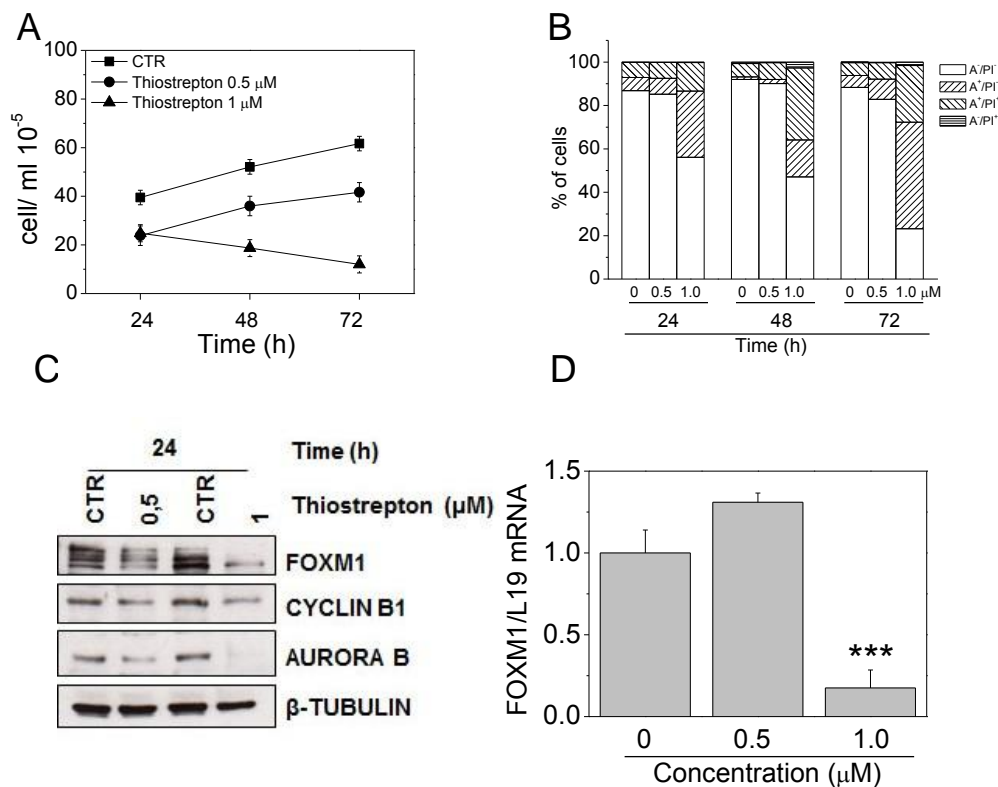 A
100
80
60
40
20
0
cell/ ml 10⁻⁵
CTR
Thiostrepton 0.5 μM
Thiostrepton 1 μM
24 48 72
Time (h)
B
100
80
60
40
20
0
% of cells
A⁻/PI⁻
A⁺/PI⁻
A⁺/PI⁺
A⁻/PI⁺
0 0.5 1.0 0 0.5 1.0 0 0.5 1.0 μM
24 48 72
Time (h)
C
24 Time (h)
CTR 0,5 CTR 1 Thiostrepton (μM)
FOXM1
CYCLIN B1
AURORA B
β-TUBULIN
D
1.5
1.0
0.5
0.0
FOXM1/L19 mRNA
***
0 0.5 1.0
Concentration (μM)